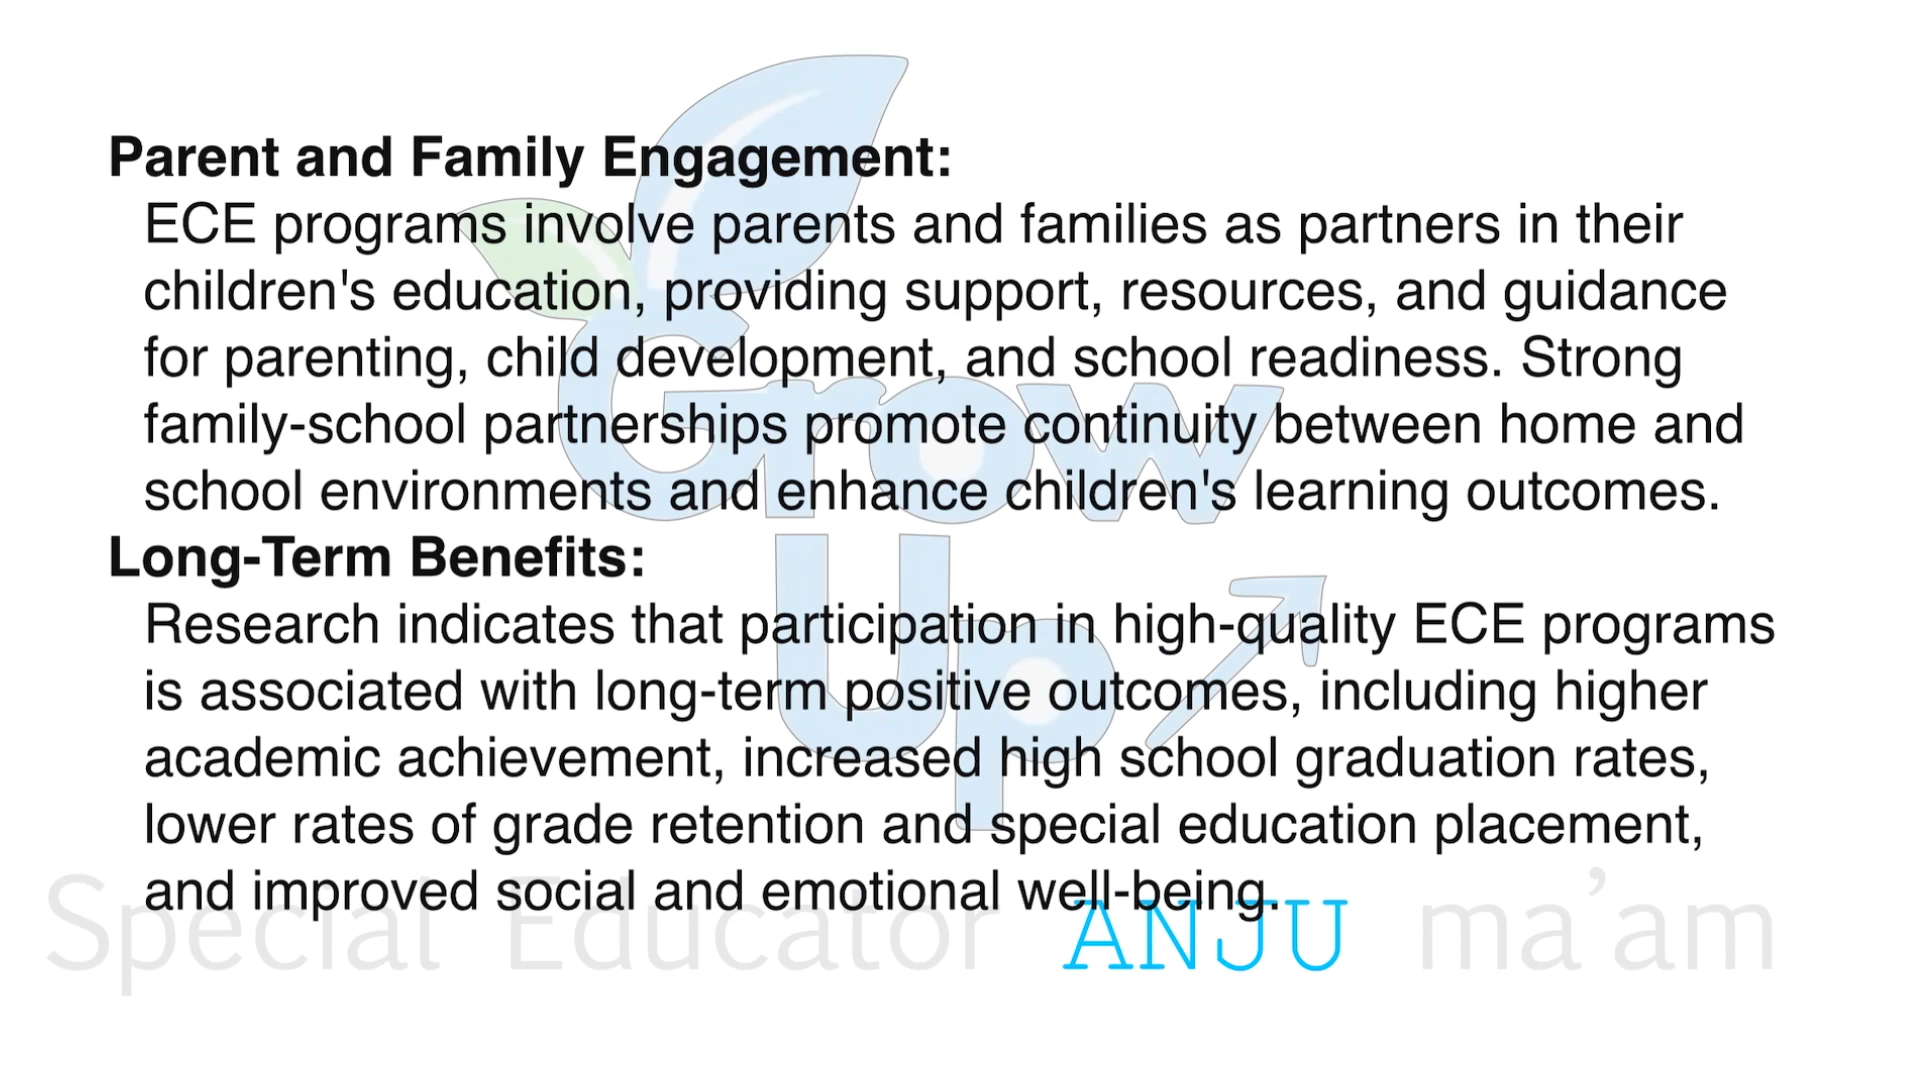 Parent and Family Engagement:
ECE programs involve parents and families as partners in their
children's education, providing support, resources, and guidance
for parenting, child development, and school readiness. Strong
family-school partnerships promote continuity between home and
school environments and enhance children's learning outcomes.
Long-Term Benefits:
Research indicates that participation in high-quality ECE programs
is associated with long-term positive outcomes, including higher
academic achievement, increased high school graduation rates,
lower rates of grade retention and special education placement,
and improved social and emotional well-being.
Special Educator ANJU ma'am
Grow
Up